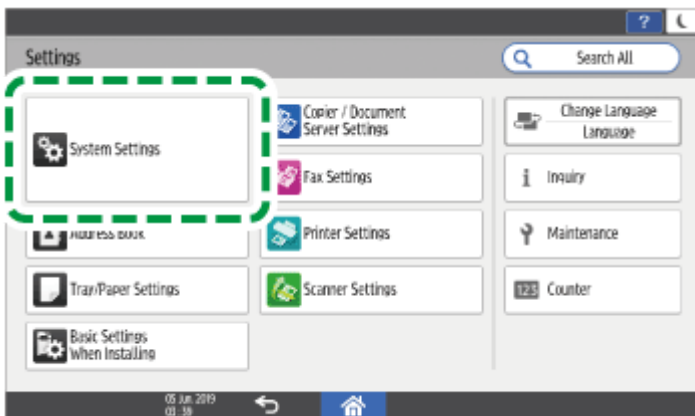 ?
Settings
Search All
System Settings
Copier / Document
Server Settings
Change Language
Language
Fax Settings
i Inquiry
Address Book
Printer Settings
Maintenance
Tray/Paper Settings
Scanner Settings
123 Counter
Basic Settings
When Installing
05 Jun. 2019
03:39